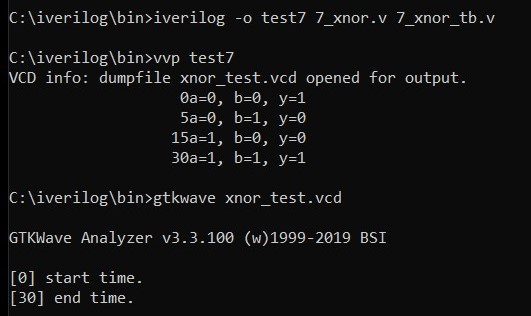 C:\iverilog\bin>iverilog -o test7 7_xnor.v 7_xnor_tb.v
C:\iverilog\bin>vvp test7
VCD info: dumpfile xnor_test.vcd opened for output.
0a=0, b=0, y=1
5a=0, b=1, y=0
15a=1, b=0, y=0
30a=1, b=1, y=1
C:\iverilog\bin>gtkwave xnor_test.vcd
GTKWave Analyzer v3.3.100 (w)1999-2019 BSI
[0] start time.
[30] end time.